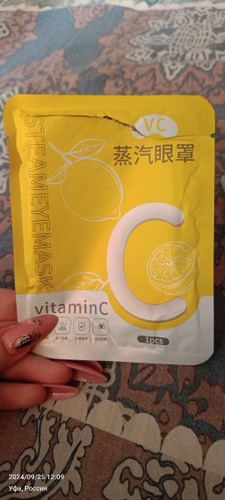 VC
STEAMEYEMASK
蒸汽眼罩
C
vitaminC
1pcs
2024/09/25 12:09
Уфа, Россия